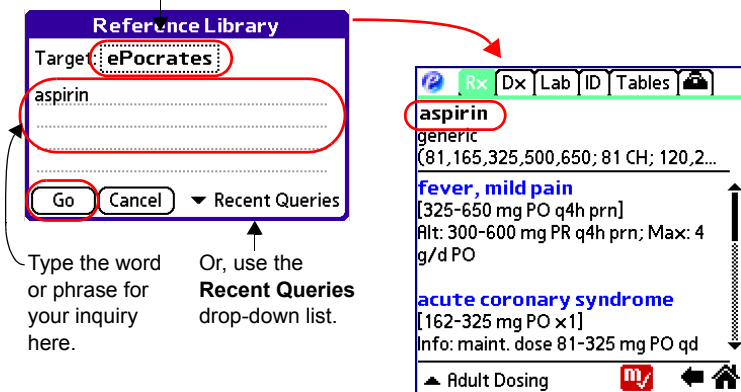 Reference Library
Target: ePocrates
aspirin
Go Cancel Recent Queries
Type the word
or phrase for
your inquiry
here.
Or, use the
Recent Queries
drop-down list.
Rx Dx Lab ID Tables
aspirin
generic
(81,165,325,500,650; 81 CH; 120,2...
fever, mild pain
[325-650 mg PO q4h prn]
Alt: 300-600 mg PR q4h prn; Max: 4
g/d PO
acute coronary syndrome
[162-325 mg PO x1]
Info: maint. dose 81-325 mg PO qd
Adult Dosing